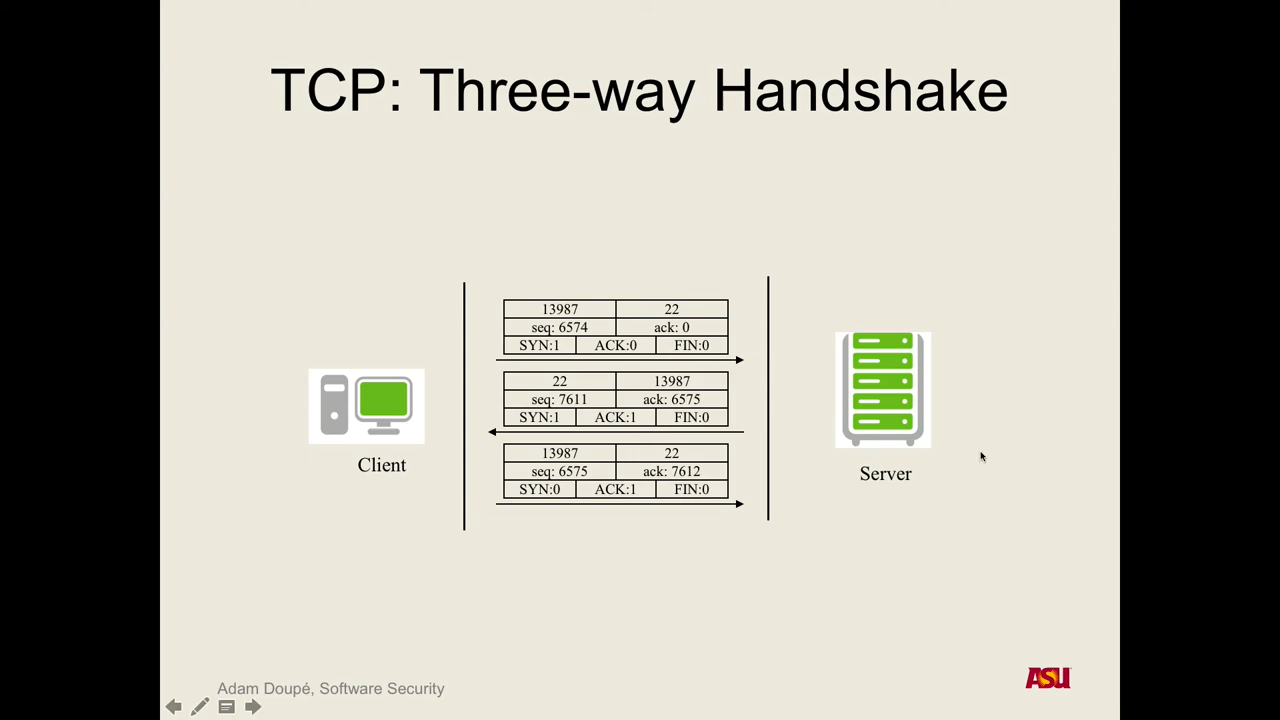 TCP: Three-way Handshake
13987 22
seq: 6574 ack: 0
SYN:1 ACK:0 FIN:0
22 13987
seq: 7611 ack: 6575
SYN:1 ACK:1 FIN:0
13987 22
seq: 6575 ack: 7612
SYN:0 ACK:1 FIN:0
Client
Server
Adam Doupé, Software Security
ASU